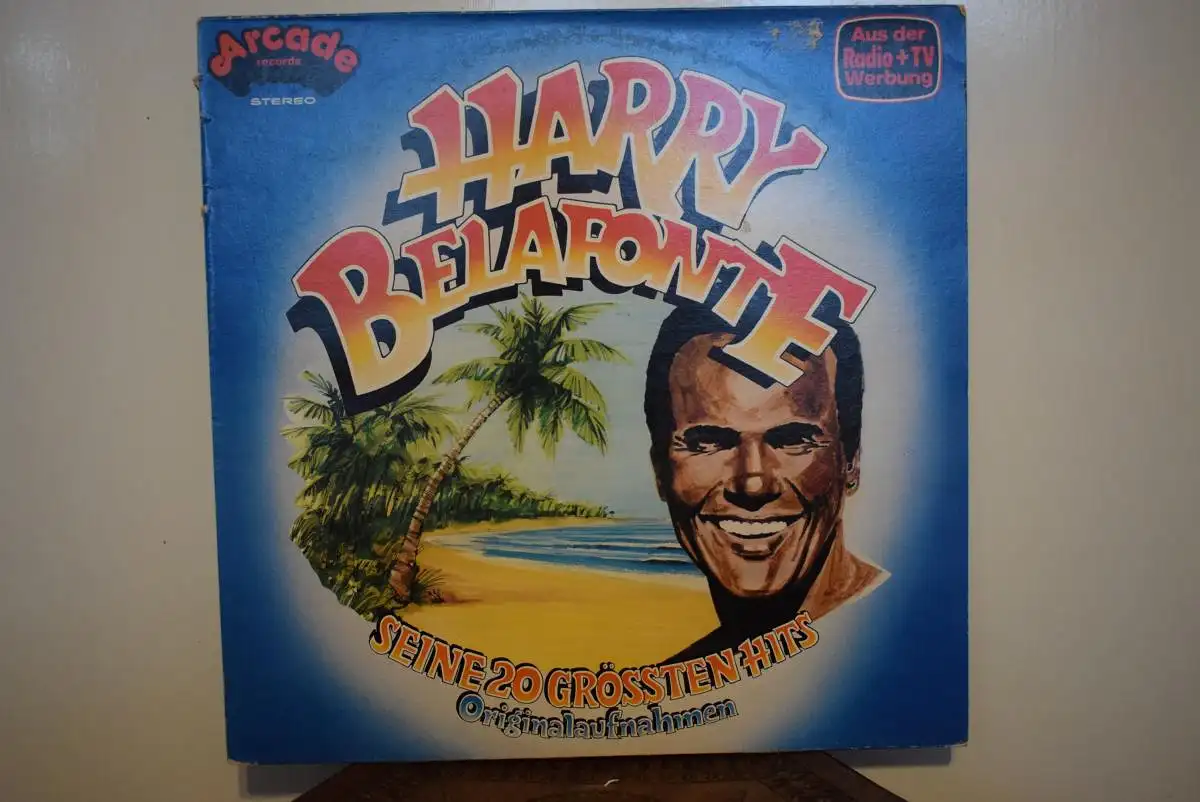 Arcade
records
STEREO
Aus der
Radio + TV
Werbung
HARRY
BELAFONTE
SEINE 20 GRÖSSTEN HITS
Originalaufnahmen